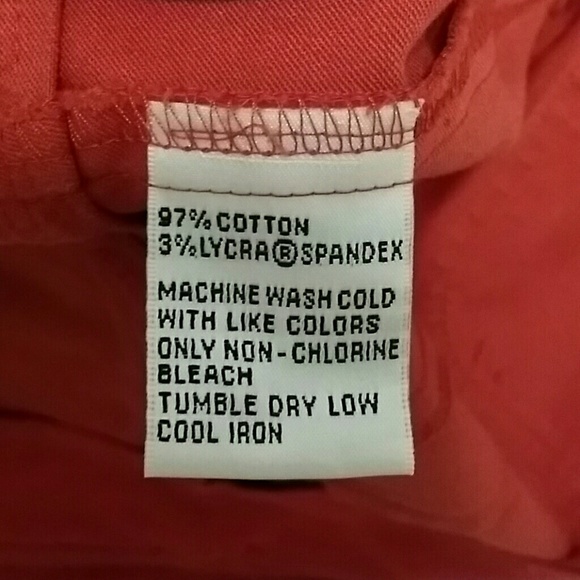 97% COTTON
3% LYCRA® SPANDEX
MACHINE WASH COLD
WITH LIKE COLORS
ONLY NON-CHLORINE
BLEACH
TUMBLE DRY LOW
COOL IRON